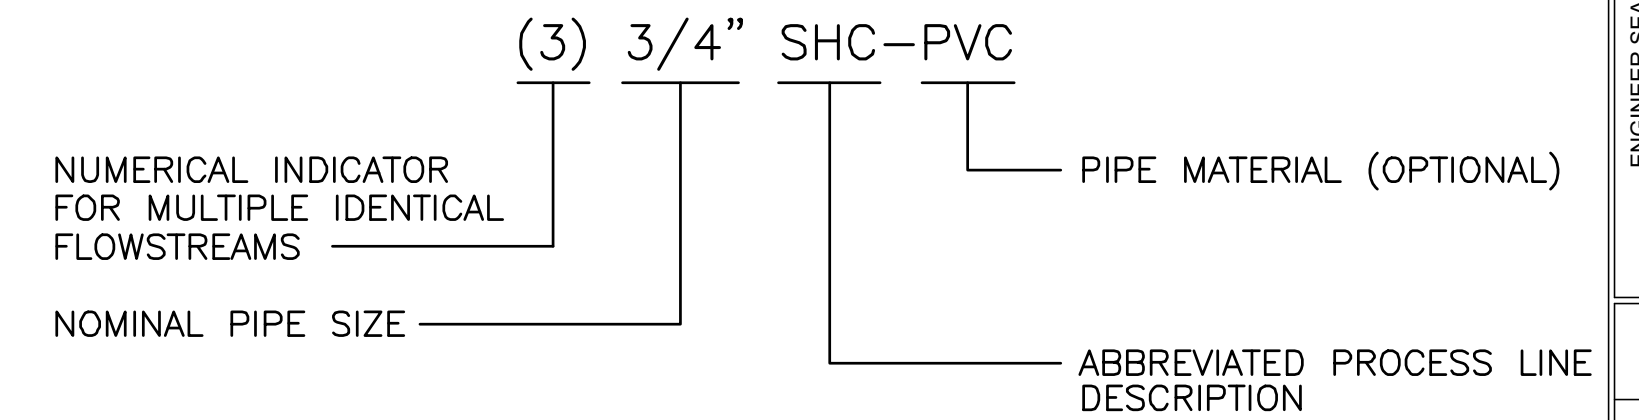 (3) 3/4” SHC-PVC
NUMERICAL INDICATOR
FOR MULTIPLE IDENTICAL
FLOWSTREAMS
PIPE MATERIAL (OPTIONAL)
NOMINAL PIPE SIZE
ABBREVIATED PROCESS LINE
DESCRIPTION
ENGINEER